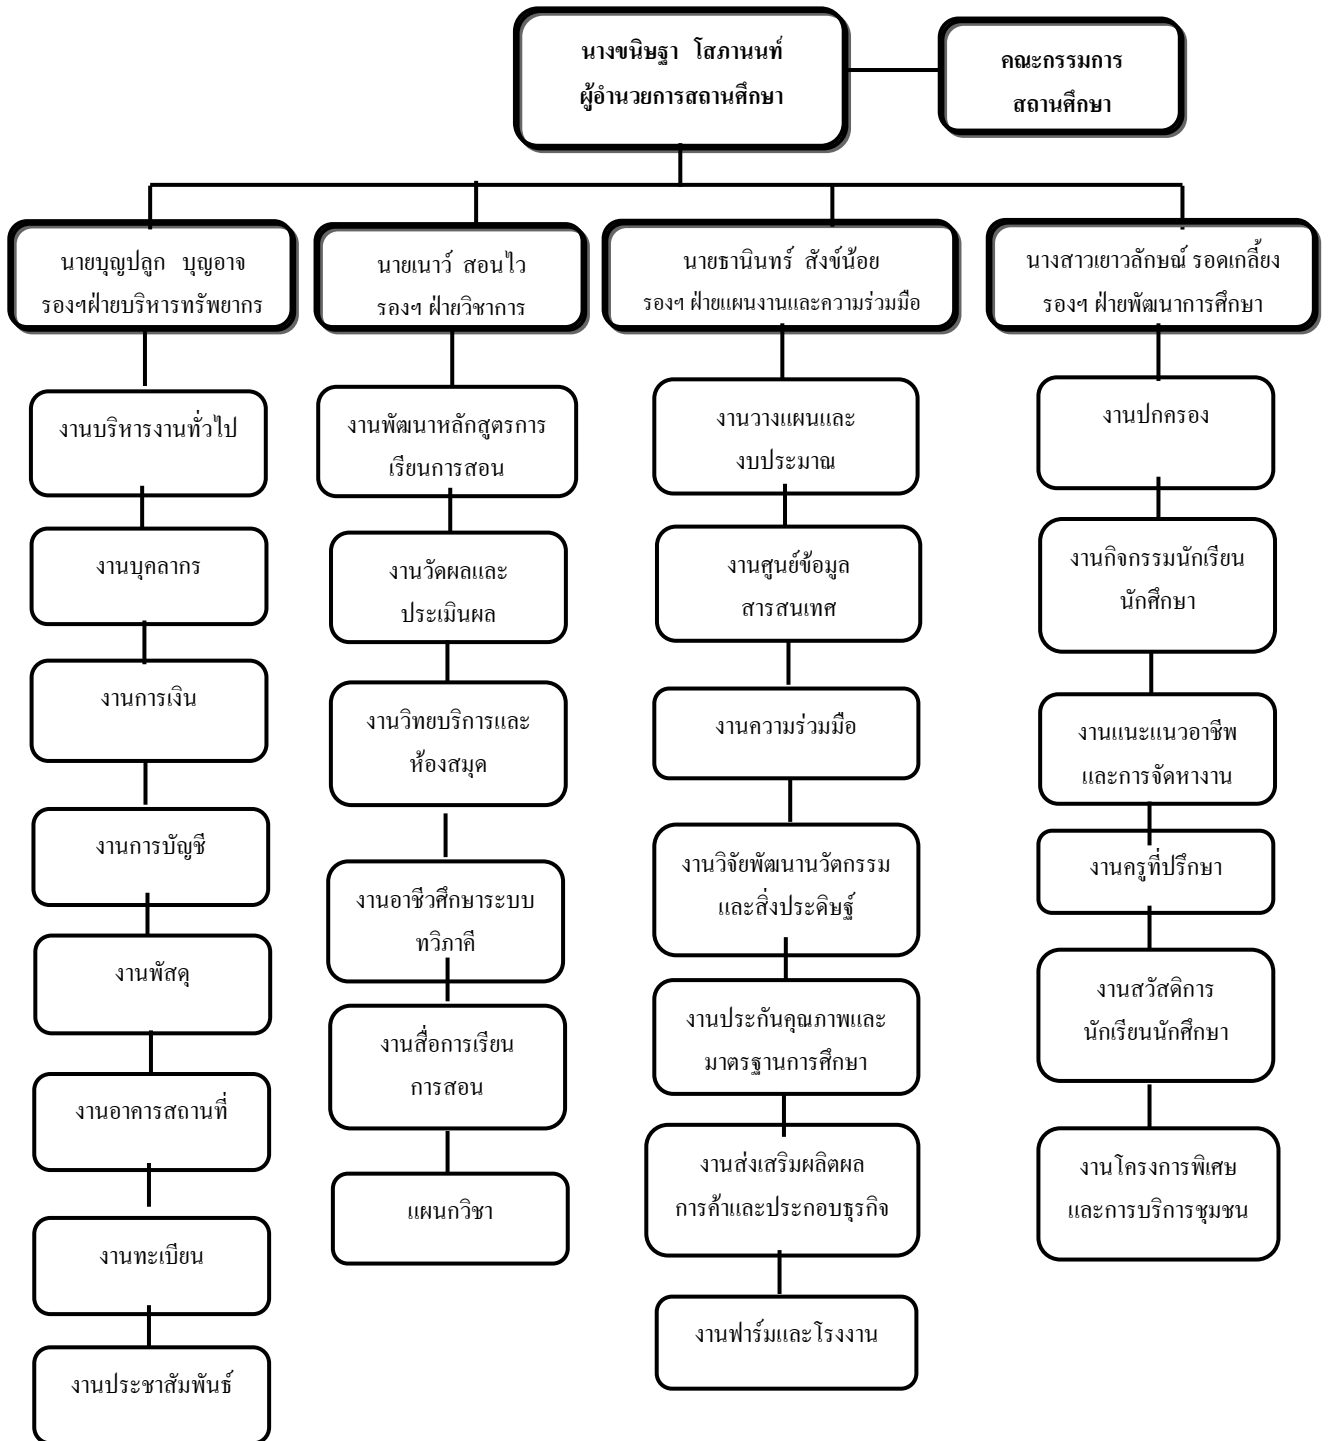 นางขนิษฐา โสภานนท์
ผู้อำนวยการสถานศึกษา
คณะกรรมการ
สถานศึกษา
นายบุญปลูก บุญอาจ
รองฯฝ่ายบริหารทรัพยากร
นายเนาว์ สอนไว
รองฯ ฝ่ายวิชาการ
นายธานินทร์ สังข์น้อย
รองฯ ฝ่ายแผนงานและความร่วมมือ
นางสาวเยาวลักษณ์ รอดเกลี้ยง
รองฯ ฝ่ายพัฒนาการศึกษา
งานบริหารงานทั่วไป
งานบุคลากร
งานการเงิน
งานการบัญชี
งานพัสดุ
งานอาคารสถานที่
งานทะเบียน
งานประชาสัมพันธ์
งานพัฒนาหลักสูตรการ
เรียนการสอน
งานวัดผลและ
ประเมินผล
งานวิทยบริการและ
ห้องสมุด
งานอาชีวศึกษาระบบ
ทวิภาคี
งานสื่อการเรียน
การสอน
แผนกวิชา
งานวางแผนและ
งบประมาณ
งานศูนย์ข้อมูล
สารสนเทศ
งานความร่วมมือ
งานวิจัยพัฒนานวัตกรรม
และสิ่งประดิษฐ์
งานประกันคุณภาพและ
มาตรฐานการศึกษา
งานส่งเสริมผลิตผล
การค้าและประกอบธุรกิจ
งานฟาร์มและโรงงาน
งานปกครอง
งานกิจกรรมนักเรียน
นักศึกษา
งานแนะแนวอาชีพ
และการจัดหางาน
งานครูที่ปรึกษา
งานสวัสดิการ
นักเรียนนักศึกษา
งานโครงการพิเศษ
และการบริการชุมชน